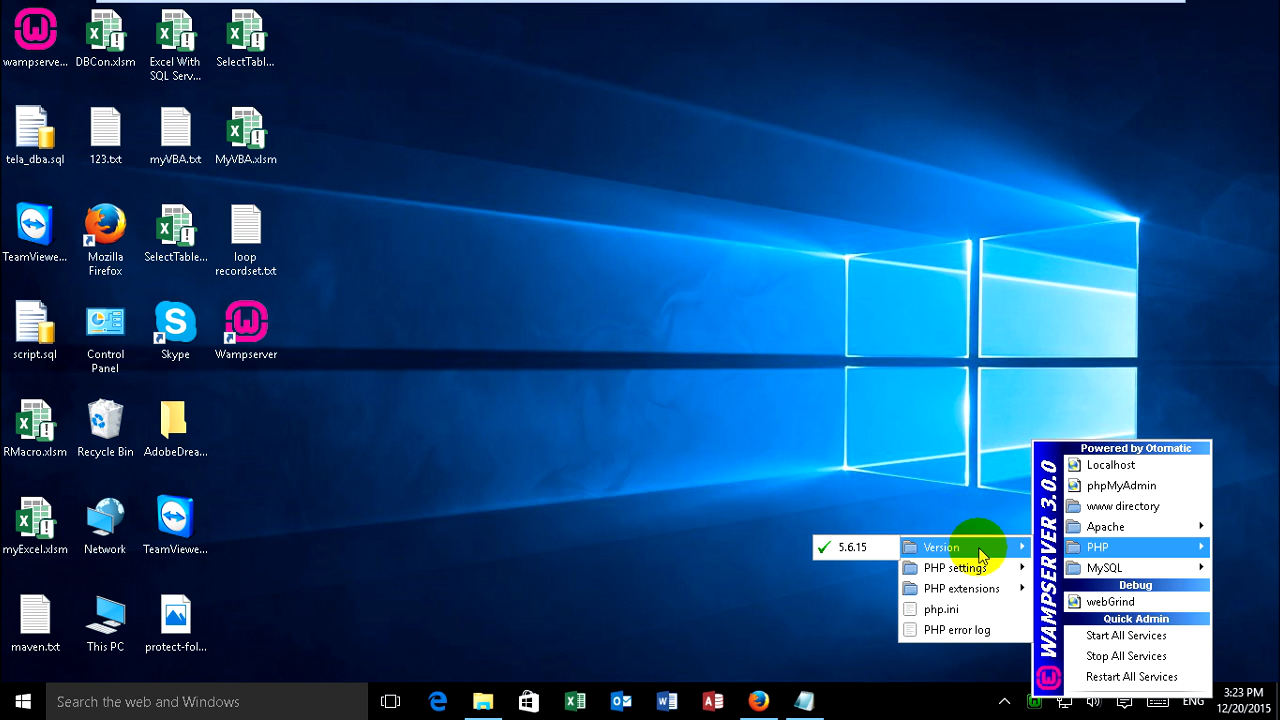 wampserve...
DBCon.xlsm
Excel With
SQL Serv...
SelectTabl...
tela_dba.sql
123.txt
myVBA.txt
MyVBA.xlsm
TeamViewe...
Mozilla
Firefox
SelectTable...
loop
recordset.txt
script.sql
Control
Panel
Skype
Wampserver
RMacro.xlsm
Recycle Bin
AdobeDrea...
myExcel.xlsm
Network
TeamViewe...
maven.txt
This PC
protect-fol...
5.6.15
Version
PHP settings
PHP extensions
php.ini
PHP error log
WAMPSERVER 3.0.0
Powered by Otomatic
Localhost
phpMyAdmin
www directory
Apache
PHP
MySQL
Debug
webGrind
Quick Admin
Start All Services
Stop All Services
Restart All Services
Search the web and Windows
ENG
3:23 PM
12/20/2015